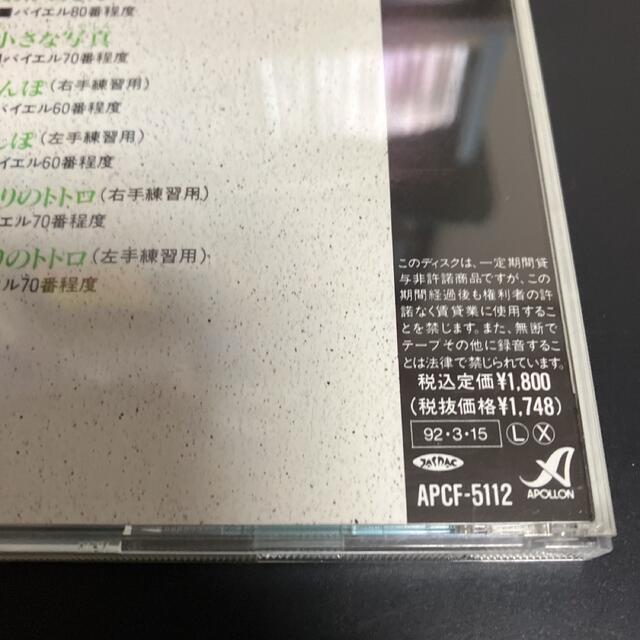 ■バイエル80番程度
小さな写真
バイエル70番程度
んぽ(右手練習用)
バイエル60番程度
んぽ(左手練習用)
イエル60番程度
りのトトロ(右手練習用)
エル70番程度
りのトトロ(左手練習用)
ル70番程度
このディスクは、一定期間貸
与非許諾商品ですが、この
期間経過後も権利者の許
諾なく賃貸業に使用するこ
とを禁じます。また、無断で
テープその他に録音するこ
とは法律で禁じられています。
税込定価¥1,800
(税抜価格¥1,748)
92・3・15 L X
JASRAC
APCF-5112
APOLLON